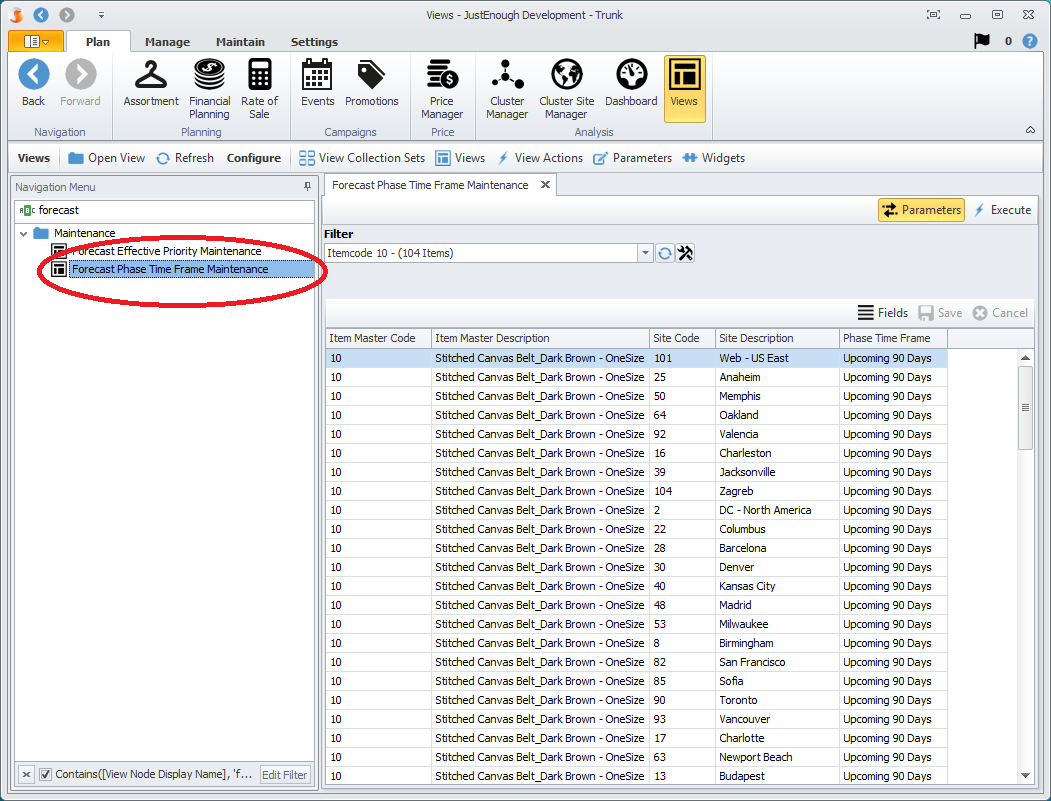 Views - JustEnough Development - Trunk
Plan Manage Maintain Settings 0 ?
Back Forward Assortment Financial Planning Rate of Sale Events Promotions Price Manager Cluster Manager Cluster Site Manager Dashboard Views
Navigation Planning Campaigns Price Analysis
Views Open View Refresh Configure View Collection Sets Views View Actions Parameters Widgets
Navigation Menu
forecast
Maintenance
Forecast Effective Priority Maintenance
Forecast Phase Time Frame Maintenance
Contains([View Node Display Name], 'f... Edit Filter
Forecast Phase Time Frame Maintenance
Parameters Execute
Filter
Itemcode 10 - (104 Items)
Fields Save Cancel
Item Master Code Item Master Description Site Code Site Description Phase Time Frame
10 Stitched Canvas Belt_Dark Brown - OneSize 101 Web - US East Upcoming 90 Days
10 Stitched Canvas Belt_Dark Brown - OneSize 25 Anaheim Upcoming 90 Days
10 Stitched Canvas Belt_Dark Brown - OneSize 50 Memphis Upcoming 90 Days
10 Stitched Canvas Belt_Dark Brown - OneSize 64 Oakland Upcoming 90 Days
10 Stitched Canvas Belt_Dark Brown - OneSize 92 Valencia Upcoming 90 Days
10 Stitched Canvas Belt_Dark Brown - OneSize 16 Charleston Upcoming 90 Days
10 Stitched Canvas Belt_Dark Brown - OneSize 39 Jacksonville Upcoming 90 Days
10 Stitched Canvas Belt_Dark Brown - OneSize 104 Zagreb Upcoming 90 Days
10 Stitched Canvas Belt_Dark Brown - OneSize 2 DC - North America Upcoming 90 Days
10 Stitched Canvas Belt_Dark Brown - OneSize 22 Columbus Upcoming 90 Days
10 Stitched Canvas Belt_Dark Brown - OneSize 28 Barcelona Upcoming 90 Days
10 Stitched Canvas Belt_Dark Brown - OneSize 30 Denver Upcoming 90 Days
10 Stitched Canvas Belt_Dark Brown - OneSize 40 Kansas City Upcoming 90 Days
10 Stitched Canvas Belt_Dark Brown - OneSize 48 Madrid Upcoming 90 Days
10 Stitched Canvas Belt_Dark Brown - OneSize 53 Milwaukee Upcoming 90 Days
10 Stitched Canvas Belt_Dark Brown - OneSize 8 Birmingham Upcoming 90 Days
10 Stitched Canvas Belt_Dark Brown - OneSize 82 San Francisco Upcoming 90 Days
10 Stitched Canvas Belt_Dark Brown - OneSize 85 Sofia Upcoming 90 Days
10 Stitched Canvas Belt_Dark Brown - OneSize 90 Toronto Upcoming 90 Days
10 Stitched Canvas Belt_Dark Brown - OneSize 93 Vancouver Upcoming 90 Days
10 Stitched Canvas Belt_Dark Brown - OneSize 17 Charlotte Upcoming 90 Days
10 Stitched Canvas Belt_Dark Brown - OneSize 63 Newport Beach Upcoming 90 Days
10 Stitched Canvas Belt_Dark Brown - OneSize 13 Budapest Upcoming 90 Days